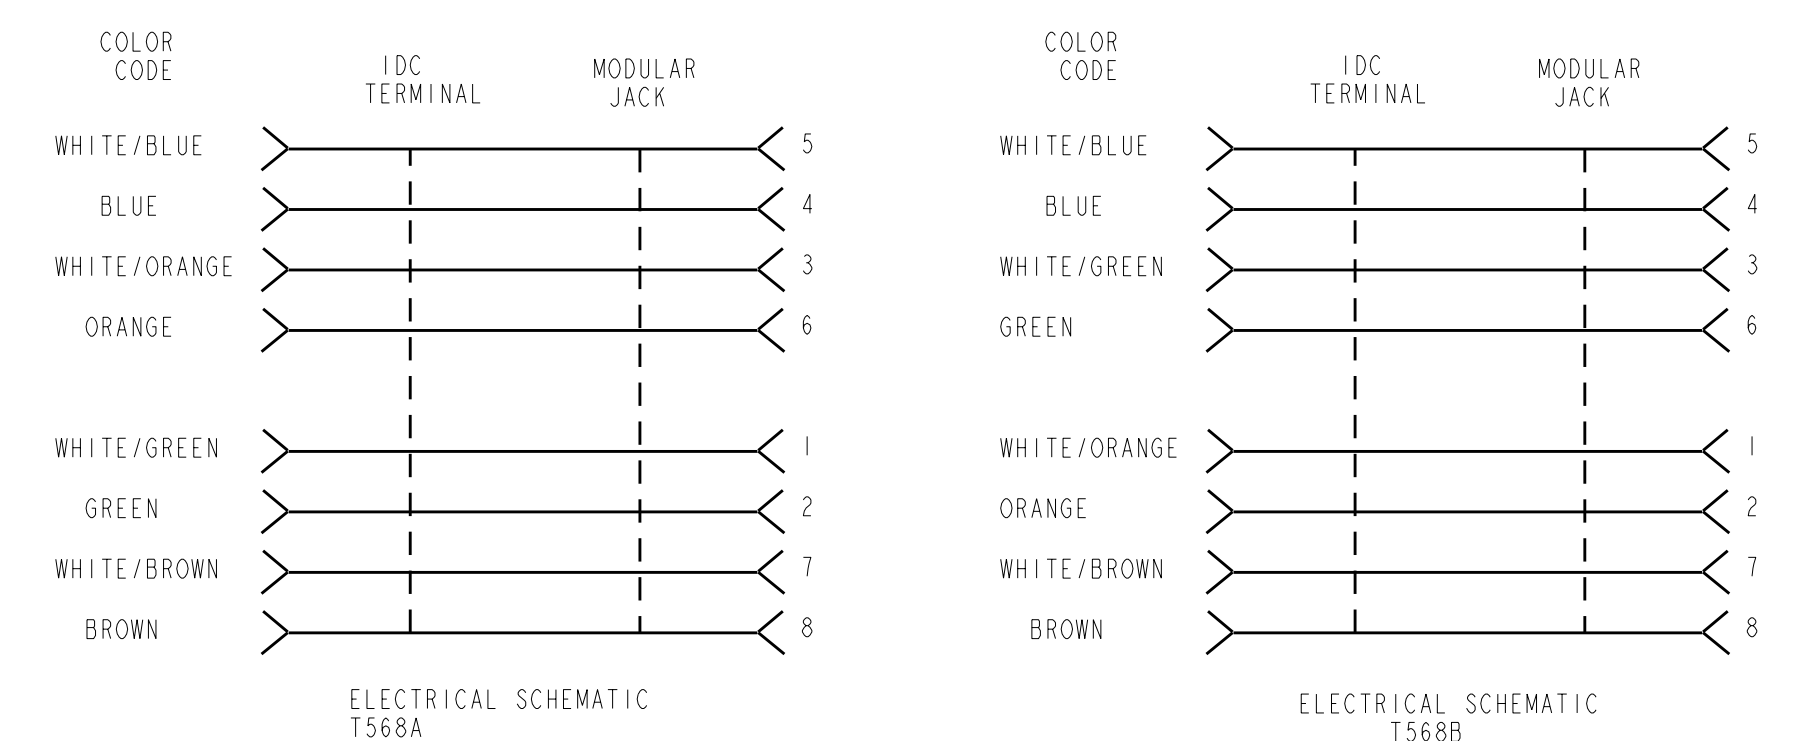 COLOR
CODE
IDC
TERMINAL
MODULAR
JACK
WHITE/BLUE 5
BLUE 4
WHITE/ORANGE 3
ORANGE 6
WHITE/GREEN 1
GREEN 2
WHITE/BROWN 7
BROWN 8
ELECTRICAL SCHEMATIC
T568A
COLOR
CODE
IDC
TERMINAL
MODULAR
JACK
WHITE/BLUE 5
BLUE 4
WHITE/GREEN 3
GREEN 6
WHITE/ORANGE 1
ORANGE 2
WHITE/BROWN 7
BROWN 8
ELECTRICAL SCHEMATIC
T568B